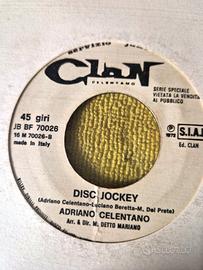 servizio
Clan
CELENTANO
SERIE SPECIALE
VIETATA LA VENDITA
AL PUBBLICO
45 giri
JB BF 70026
16 M 70026-B
Made in Italy
S.I.A.
1972
Ed. CLAN
DISC JOCKEY
(Adriano Celentano-Luciano Beretta-M. Del Prete)
ADRIANO CELENTANO
Arr. & Dir. M. DETTO MARIANO